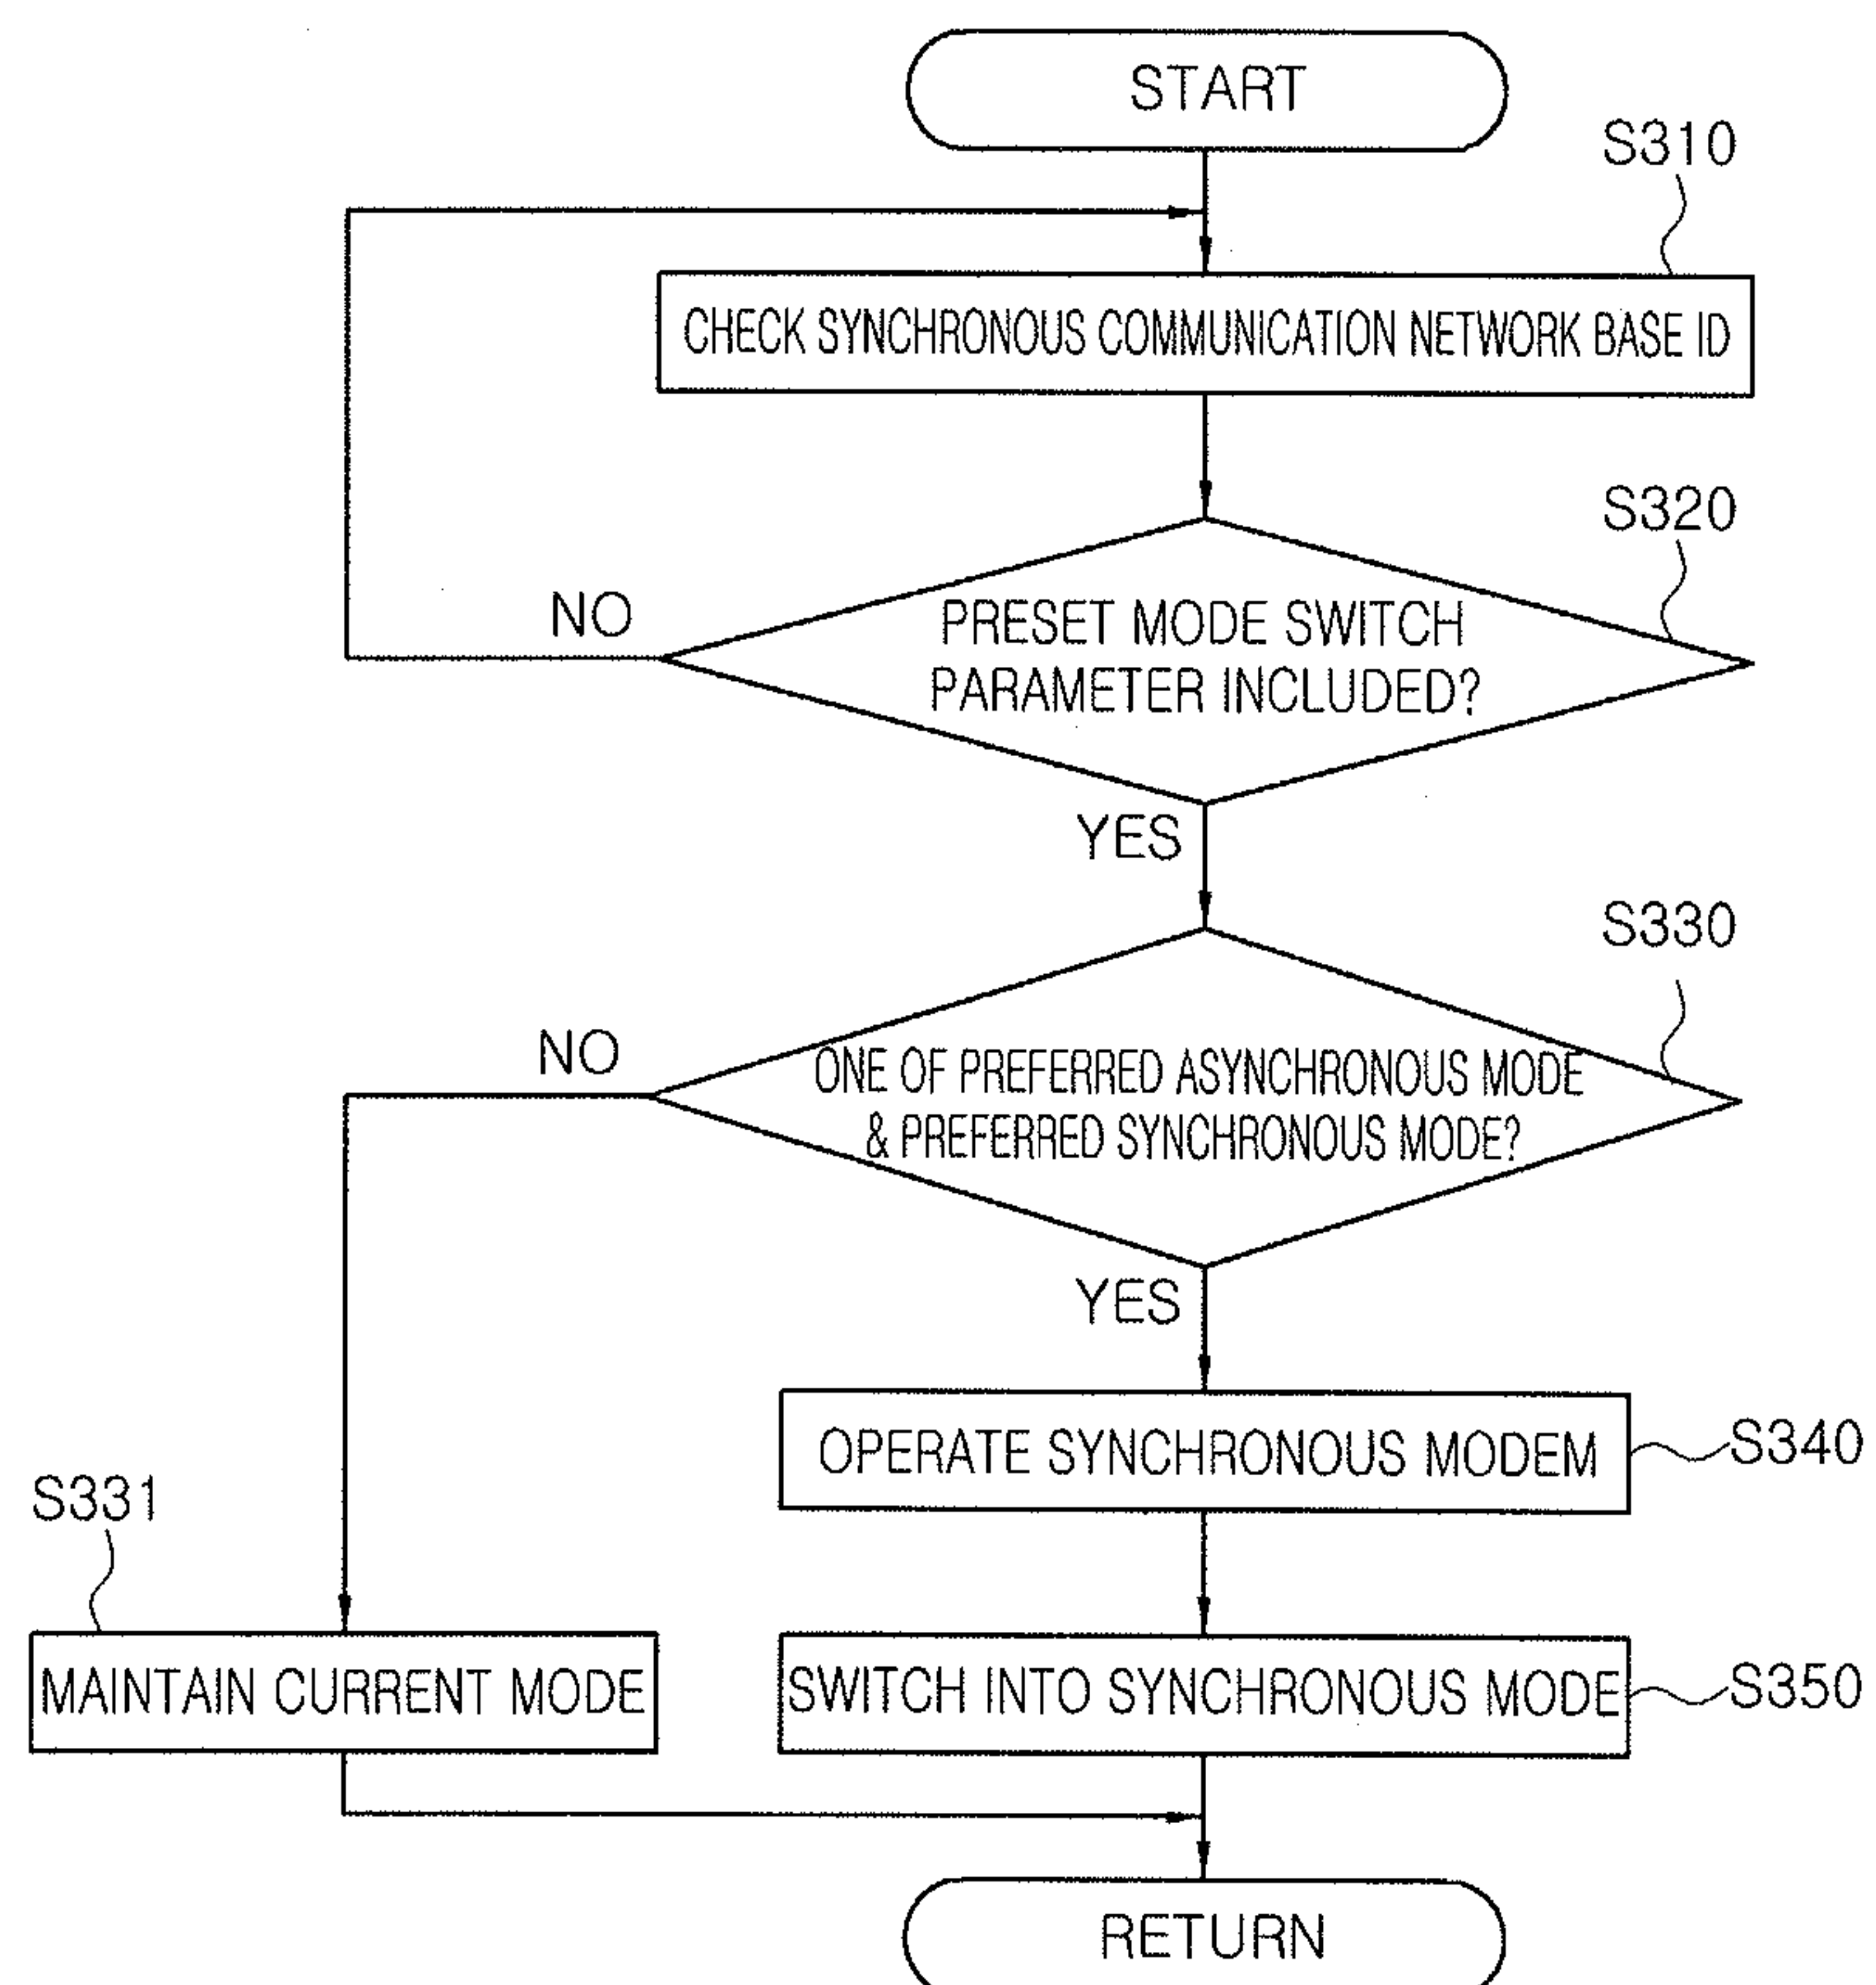 START
S310
CHECK SYNCHRONOUS COMMUNICATION NETWORK BASE ID
S320
NO
PRESET MODE SWITCH
PARAMETER INCLUDED?
YES
S330
NO
ONE OF PREFERRED ASYNCHRONOUS MODE
& PREFERRED SYNCHRONOUS MODE?
YES
OPERATE SYNCHRONOUS MODEM
S340
S331
MAINTAIN CURRENT MODE
SWITCH INTO SYNCHRONOUS MODE
S350
RETURN